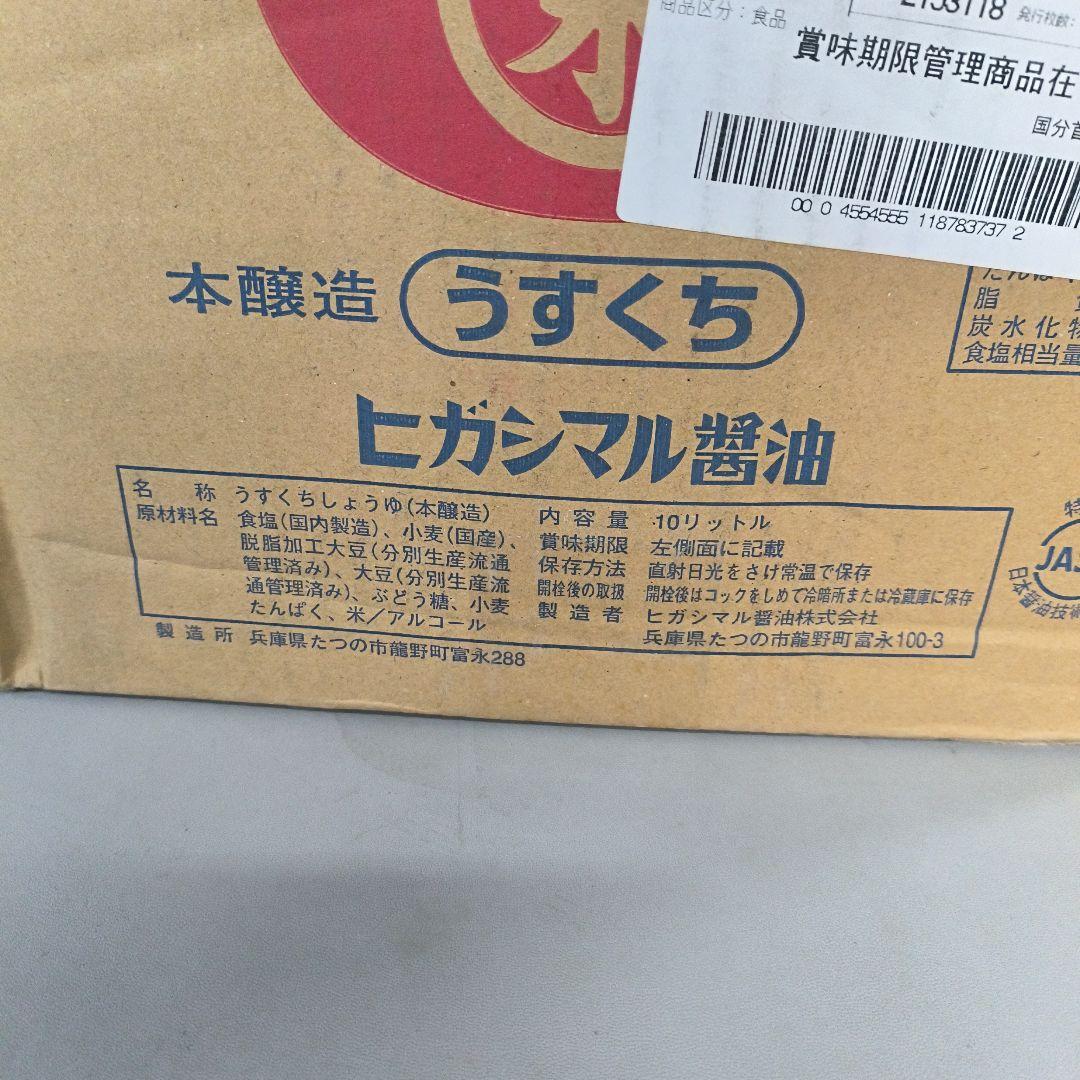 東
商品区分：食品
2153118
発行枚数：
賞味期限管理商品在
国分首
00 0 4554555 118783737 2
本醸造 うすくち
脂
炭水化物
食塩相当量
ヒガシマル醤油
名称 うすくちしょうゆ(本醸造)
原材料名 食塩(国内製造)、小麦(国産)、
脱脂加工大豆(分別生産流通
管理済み)、大豆(分別生産流
通管理済み)、ぶどう糖、小麦
たんぱく、米／アルコール
内容量 10リットル
賞味期限 左側面に記載
保存方法 直射日光をさけ常温で保存
開栓後の取扱 開栓後はコックをしめて冷暗所または冷蔵庫に保存
製造者 ヒガシマル醤油株式会社
兵庫県たつの市龍野町富永100-3
製造所 兵庫県たつの市龍野町富永288
特
JAS
日本醤油技術